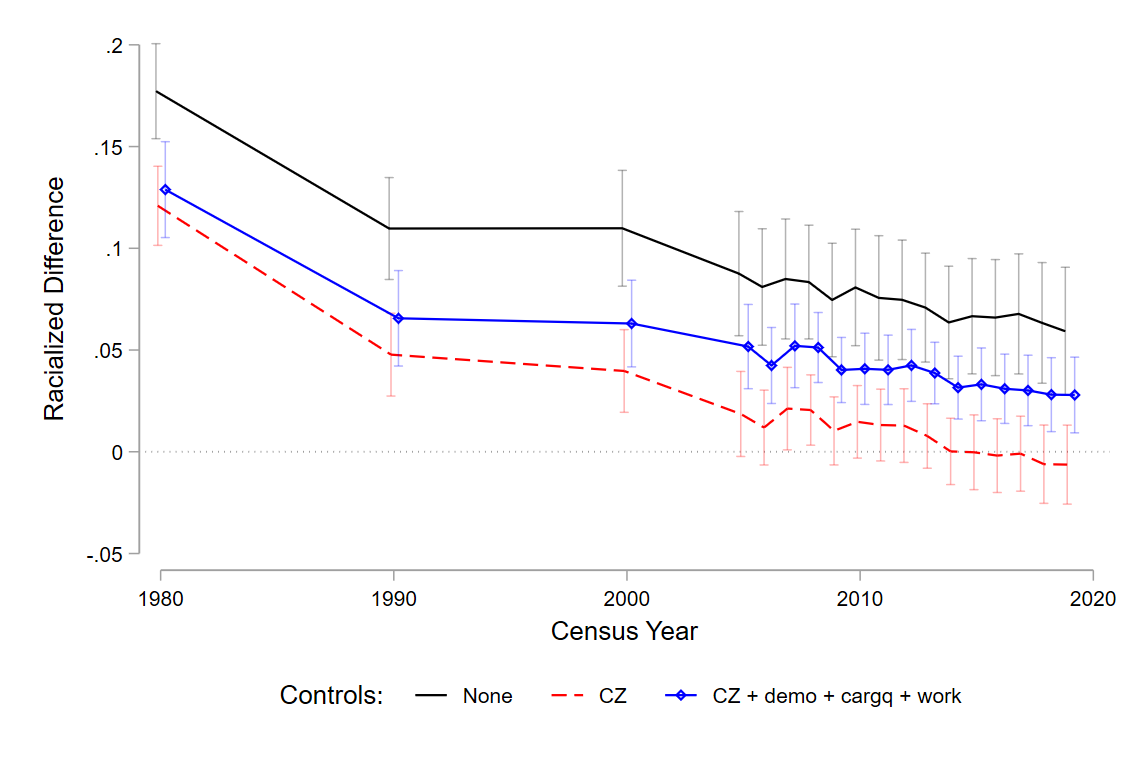 .2
.15
.1
.05
0
-.05
Racialized Difference
1980 1990 2000 2010 2020
Census Year
Controls: None CZ CZ + demo + cargq + work